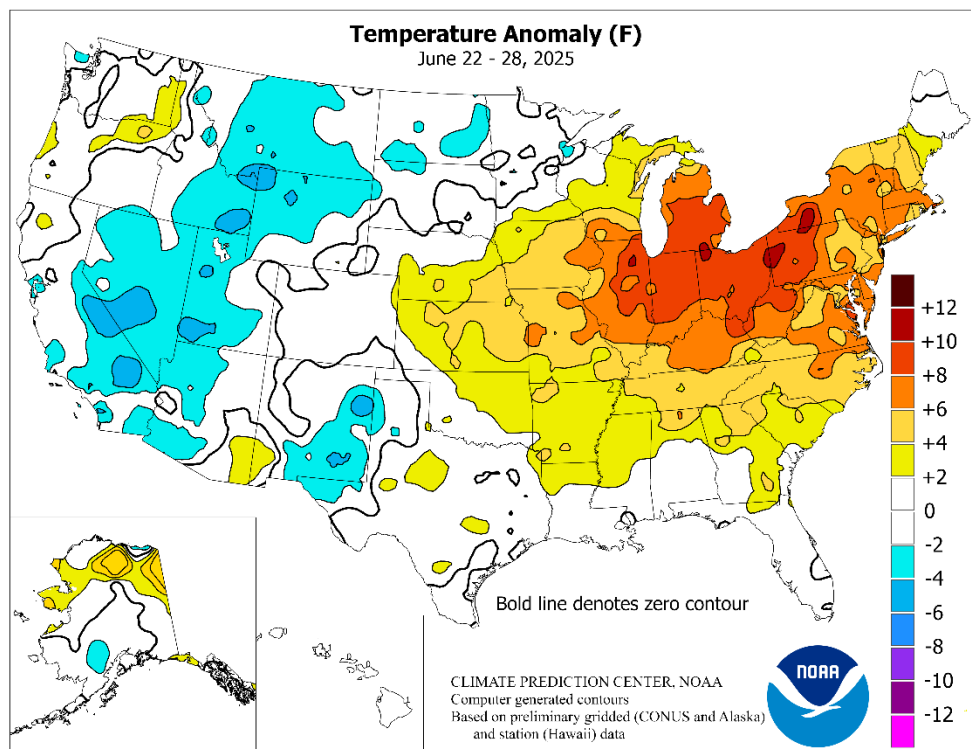 Temperature Anomaly (F)
June 22 - 28, 2025
+12
+10
+8
+6
+4
+2
0
-2
-4
-6
-8
-10
-12
Bold line denotes zero contour
CLIMATE PREDICTION CENTER, NOAA
Computer generated contours
Based on preliminary gridded (CONUS and Alaska)
and station (Hawaii) data
NOAA